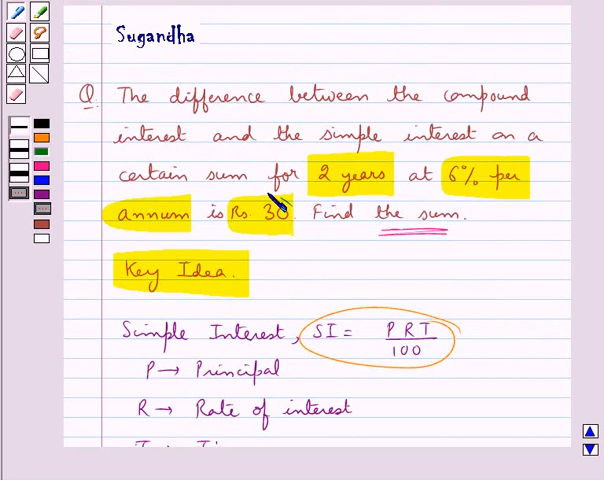 Sugandha
Q The difference between the compound
interest and the simple interest on a
certain sum for 2 years at 6% per
annum is Rs 30. Find the sum.
Key Idea.
Simple Interest, SI = PRT/100
P → Principal
R → Rate of interest